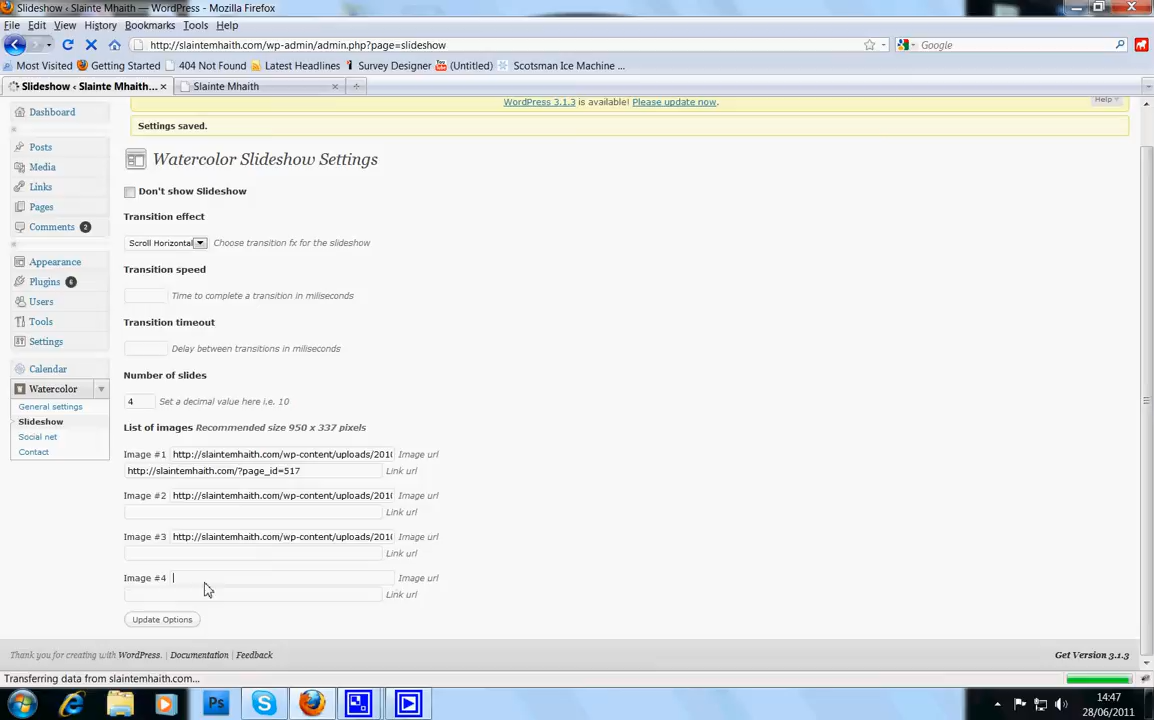 Slideshow ‹ Slainte Mhaith — WordPress - Mozilla Firefox
File Edit View History Bookmarks Tools Help
http://slaintemhaith.com/wp-admin/admin.php?page=slideshow
Google
Most Visited Getting Started 404 Not Found Latest Headlines Survey Designer (Untitled) Scotsman Ice Machine ...
Slideshow ‹ Slainte Mhaith... Slainte Mhaith
WordPress 3.1.3 is available! Please update now.
Help
Settings saved.
Dashboard
Posts
Media
Links
Pages
Comments 2
Appearance
Plugins 6
Users
Tools
Settings
Calendar
Watercolor
General settings
Slideshow
Social net
Contact
Watercolor Slideshow Settings
Don't show Slideshow
Transition effect
Scroll Horizontal Choose transition fx for the slideshow
Transition speed
Time to complete a transition in miliseconds
Transition timeout
Delay between transitions in miliseconds
Number of slides
4 Set a decimal value here i.e. 10
List of images Recommended size 950 x 337 pixels
Image #1 http://slaintemhaith.com/wp-content/uploads/201( Image url
http://slaintemhaith.com/?page_id=517 Link url
Image #2 http://slaintemhaith.com/wp-content/uploads/201( Image url
Link url
Image #3 http://slaintemhaith.com/wp-content/uploads/201( Image url
Link url
Image #4 Image url
Link url
Update Options
Thank you for creating with WordPress. | Documentation | Feedback
Get Version 3.1.3
Transferring data from slaintemhaith.com...
Ps
14:47
28/06/2011